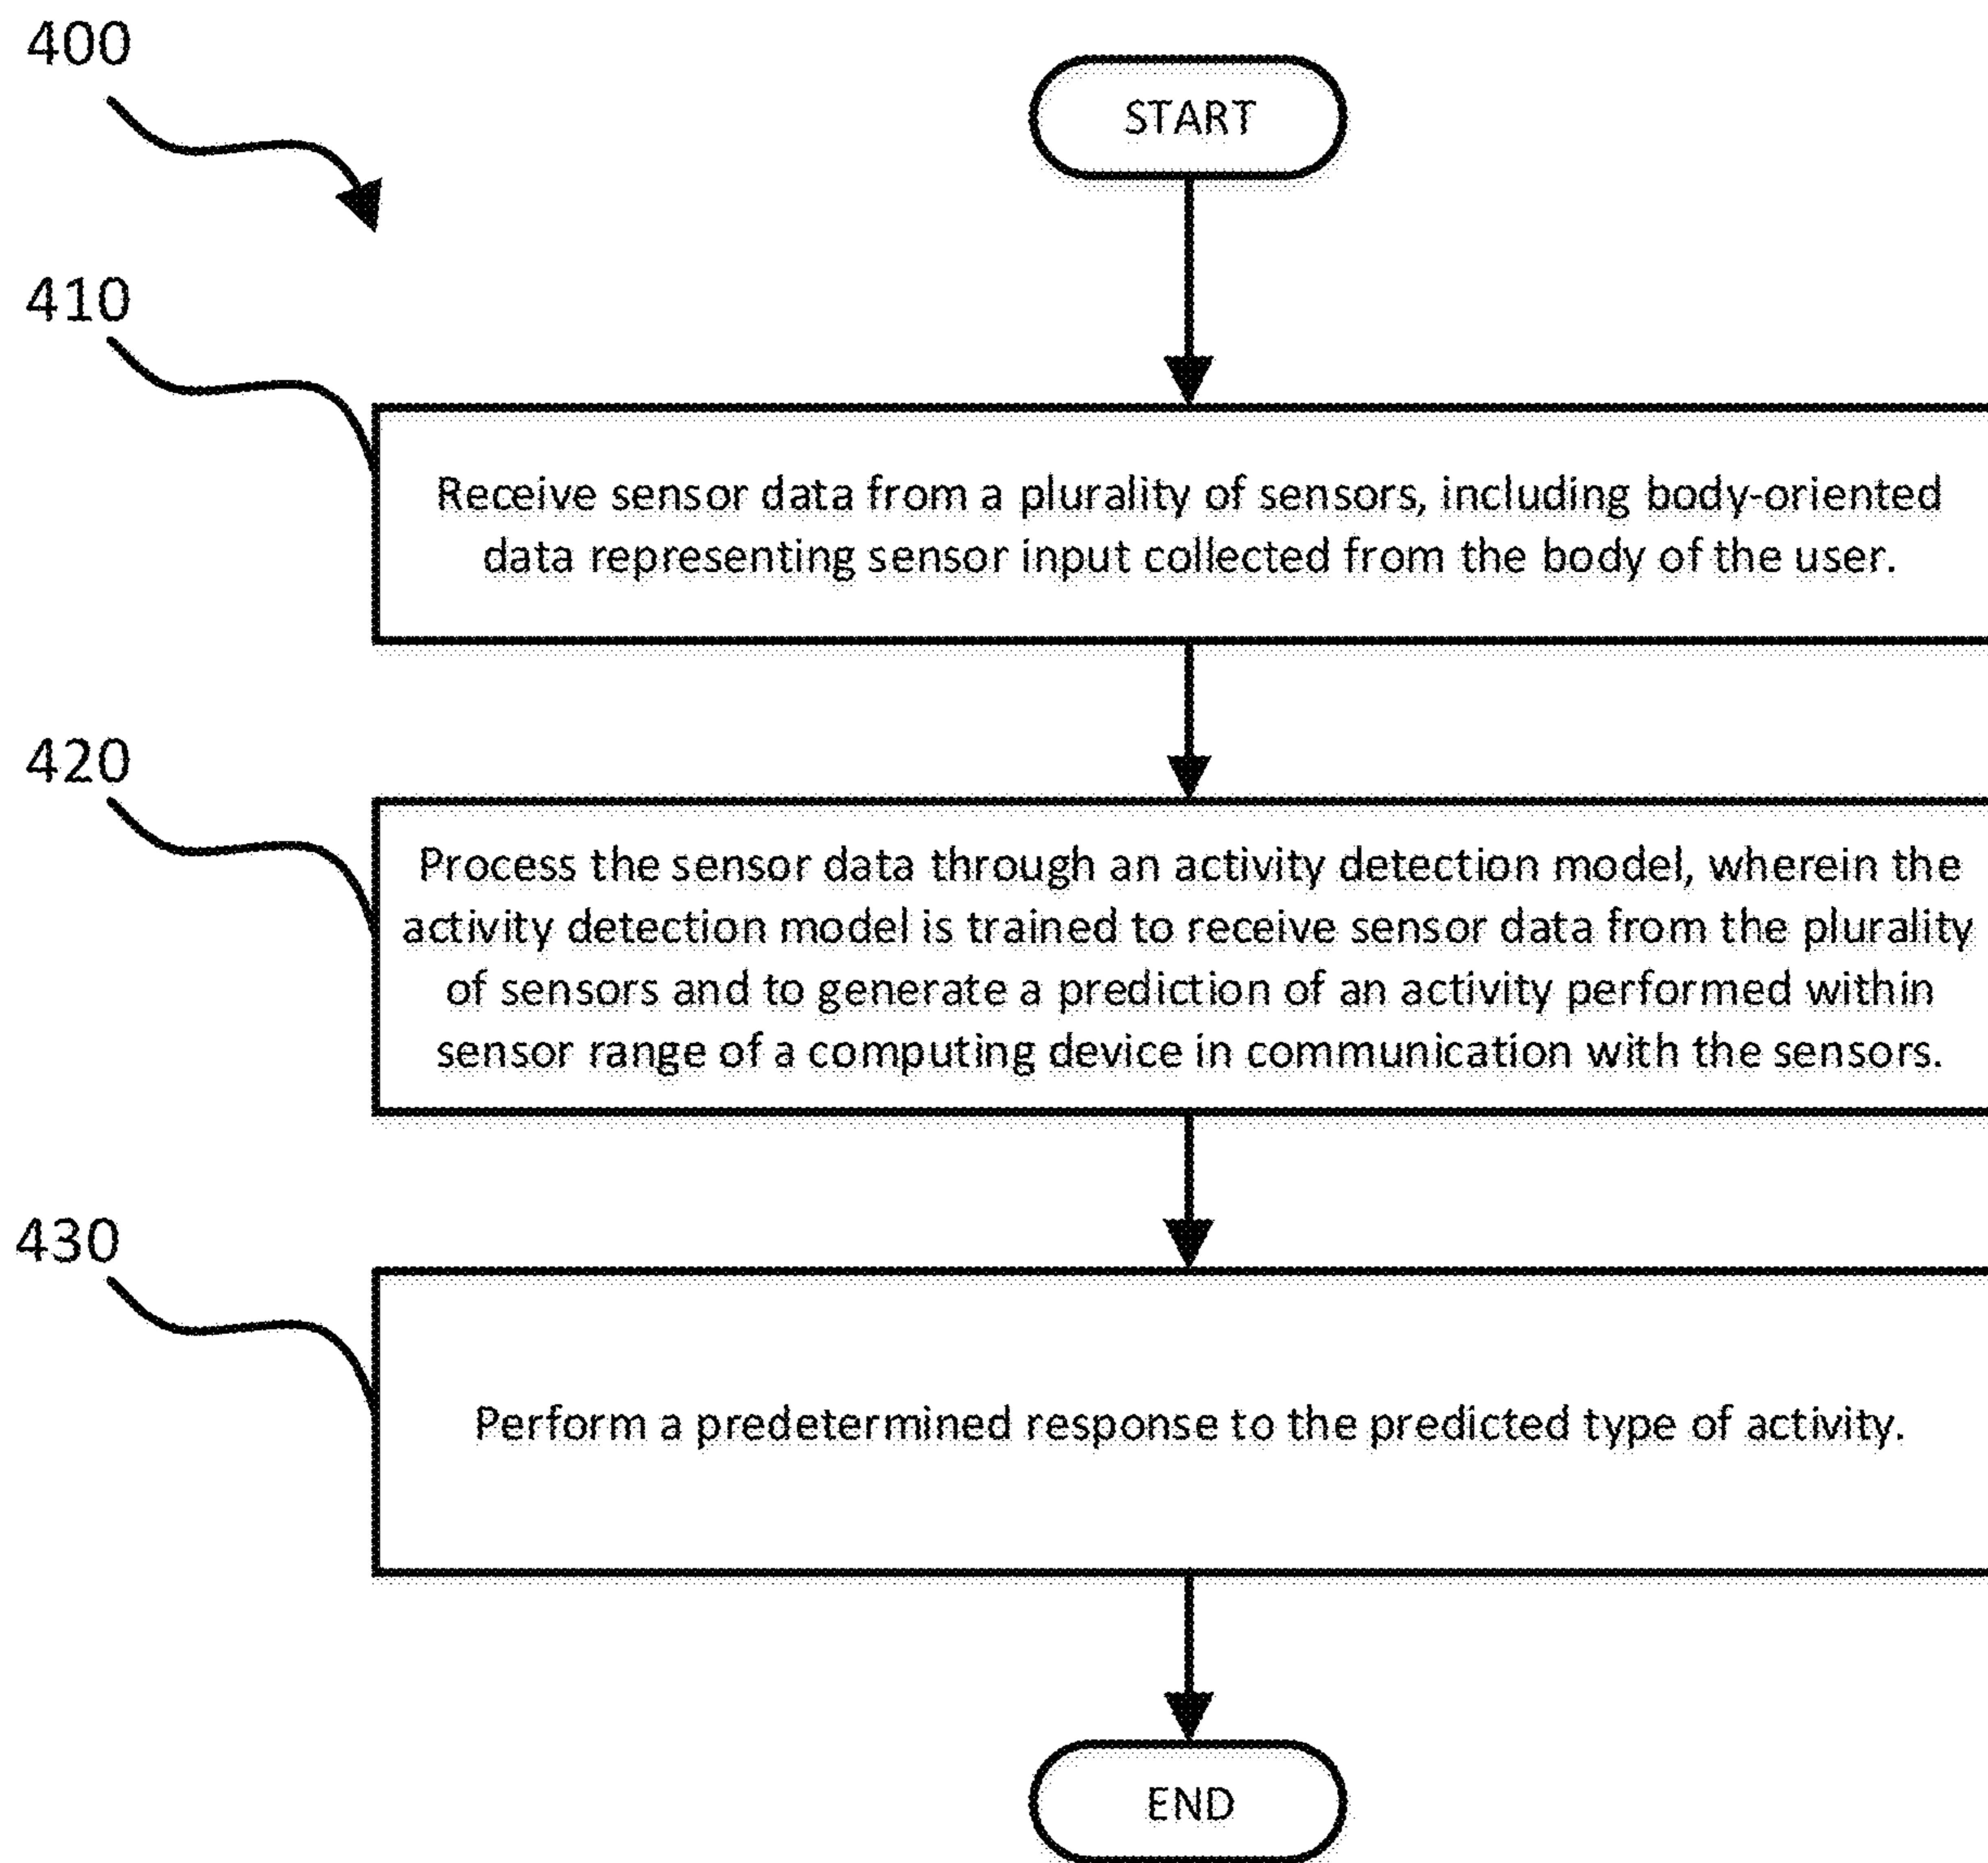 400
START
410
Receive sensor data from a plurality of sensors, including body-oriented
data representing sensor input collected from the body of the user.
420
Process the sensor data through an activity detection model, wherein the
activity detection model is trained to receive sensor data from the plurality
of sensors and to generate a prediction of an activity performed within
sensor range of a computing device in communication with the sensors.
430
Perform a predetermined response to the predicted type of activity.
END